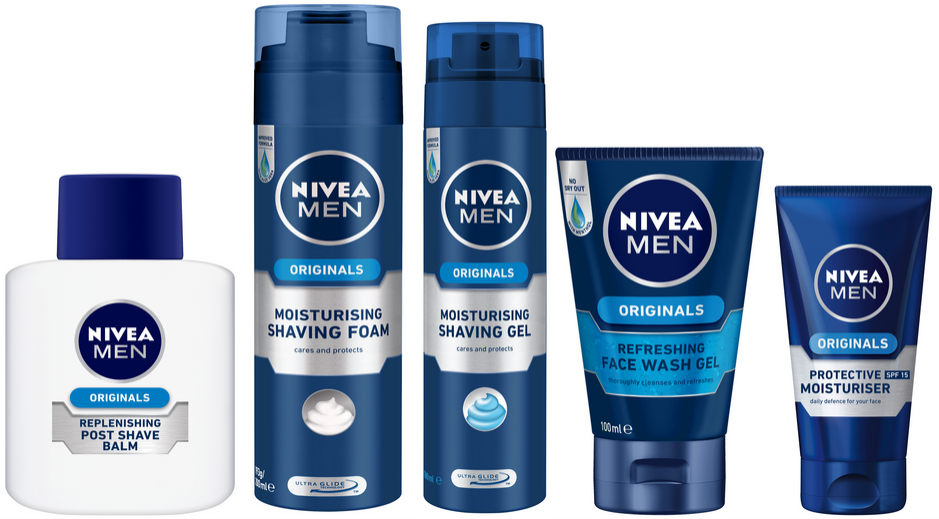 NIVEA
MEN
ORIGINALS
REPLENISHING
POST SHAVE
BALM
NIVEA
MEN
ORIGINALS
MOISTURISING
SHAVING FOAM
cares and protects
ULTRA GLIDE
TM
NIVEA
MEN
ORIGINALS
MOISTURISING
SHAVING GEL
cares and protects
ULTRA GLIDE
TM
NO
DRY OUT
NIVEA
MEN
ORIGINALS
REFRESHING
FACE WASH GEL
thoroughly cleanses and refreshes
100ml e
NIVEA
MEN
ORIGINALS
PROTECTIVE SPF 15
MOISTURISER
daily defence for your face